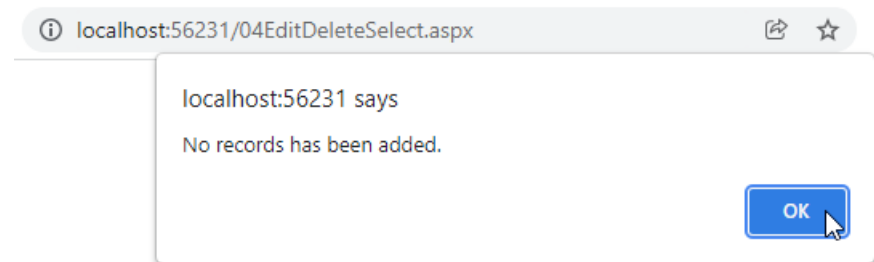 localhost:56231/04EditDeleteSelect.aspx
localhost:56231 says
No records has been added.
OK